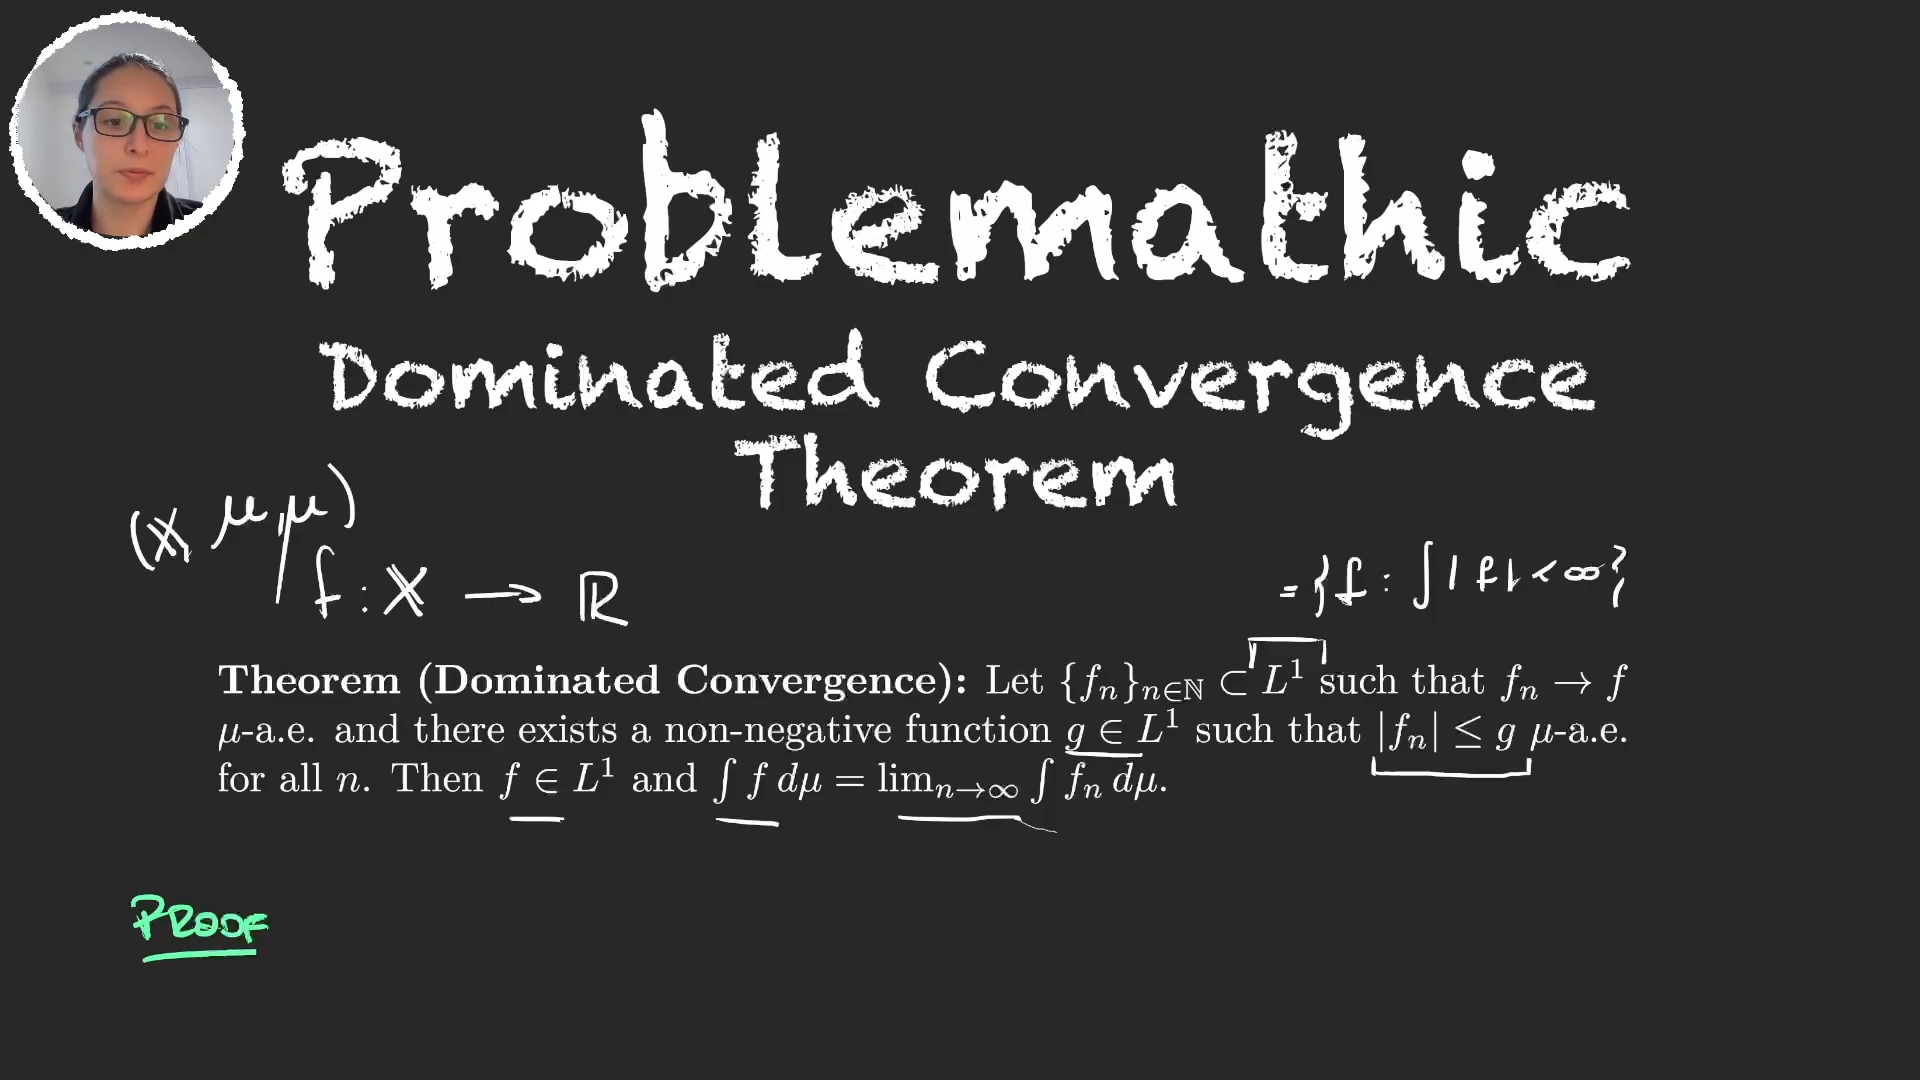 Problemathic
Dominated Convergence
Theorem
(X, μ, μ)
f : X → ℝ
= {f : ∫ |f| < ∞}
Theorem (Dominated Convergence): Let {fₙ}ₙ∈ℕ ⊂ L¹ such that fₙ → f
μ-a.e. and there exists a non-negative function g ∈ L¹ such that |fₙ| ≤ g μ-a.e.
for all n. Then f ∈ L¹ and ∫ f dμ = limₙ→∞ ∫ fₙ dμ.
PROOF